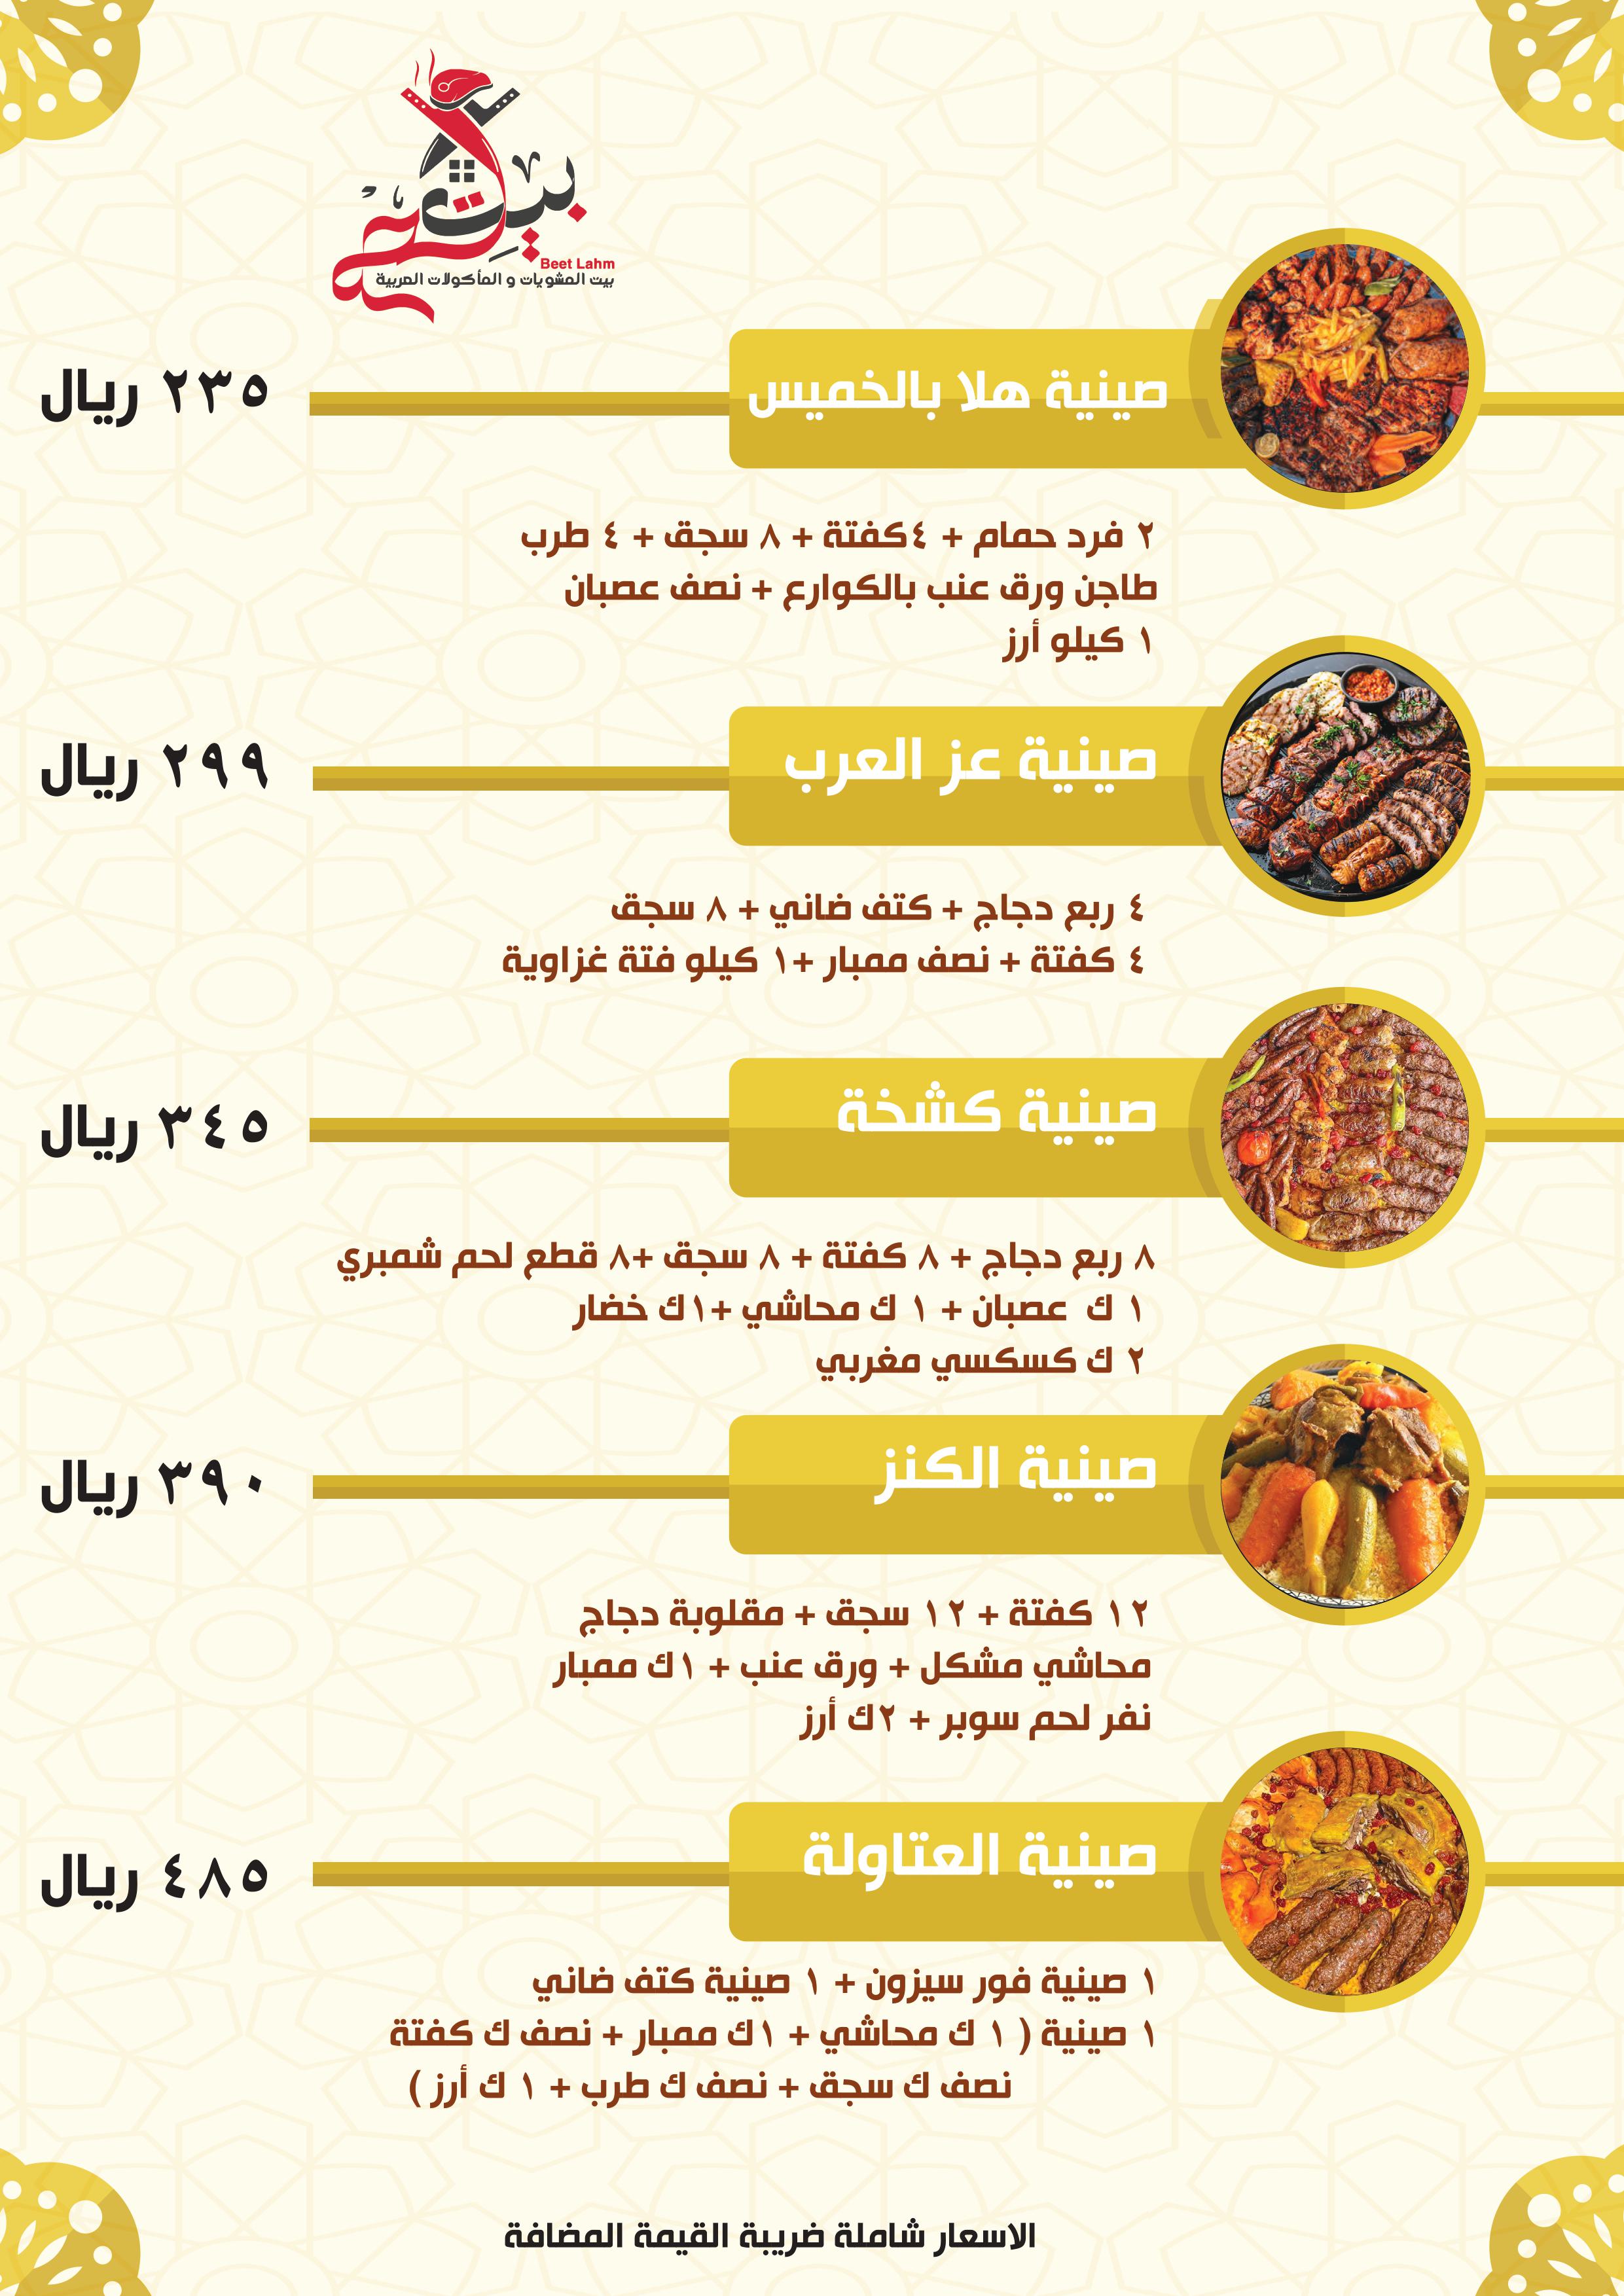 بيت لحم
Beet Lahm
بيت المشويات و المأكولات العربية
صينية هلا بالخميس
٢٣٥ ريال
٢ فرد حمام + ٤كفتة + ٨ سجق + ٤ طرب
طاجن ورق عنب بالكوارع + نصف عصبان
١ كيلو أرز
صينية عز العرب
٢٩٩ ريال
٤ ربع دجاج + كتف ضاني + ٨ سجق
٤ كفتة + نصف ممبار +١ كيلو فتة غزاوية
صينية كشخة
٣٤٥ ريال
٨ ربع دجاج + ٨ كفتة + ٨ سجق +٨ قطع لحم شمبري
١ ك عصبان + ١ ك محاشي +١ك خضار
٢ ك كسكسي مغربي
صينية الكنز
٣٩٠ ريال
١٢ كفتة + ١٢ سجق + مقلوبة دجاج
محاشي مشكل + ورق عنب + ١ك ممبار
نفر لحم سوبر + ٢ك أرز
صينية العتاولة
٤٨٥ ريال
١ صينية فور سيزون + ١ صينية كتف ضاني
١ صينية ( ١ ك محاشي + ١ك ممبار + نصف ك كفتة
نصف ك سجق + نصف ك طرب + ١ ك أرز )
الاسعار شاملة ضريبة القيمة المضافة